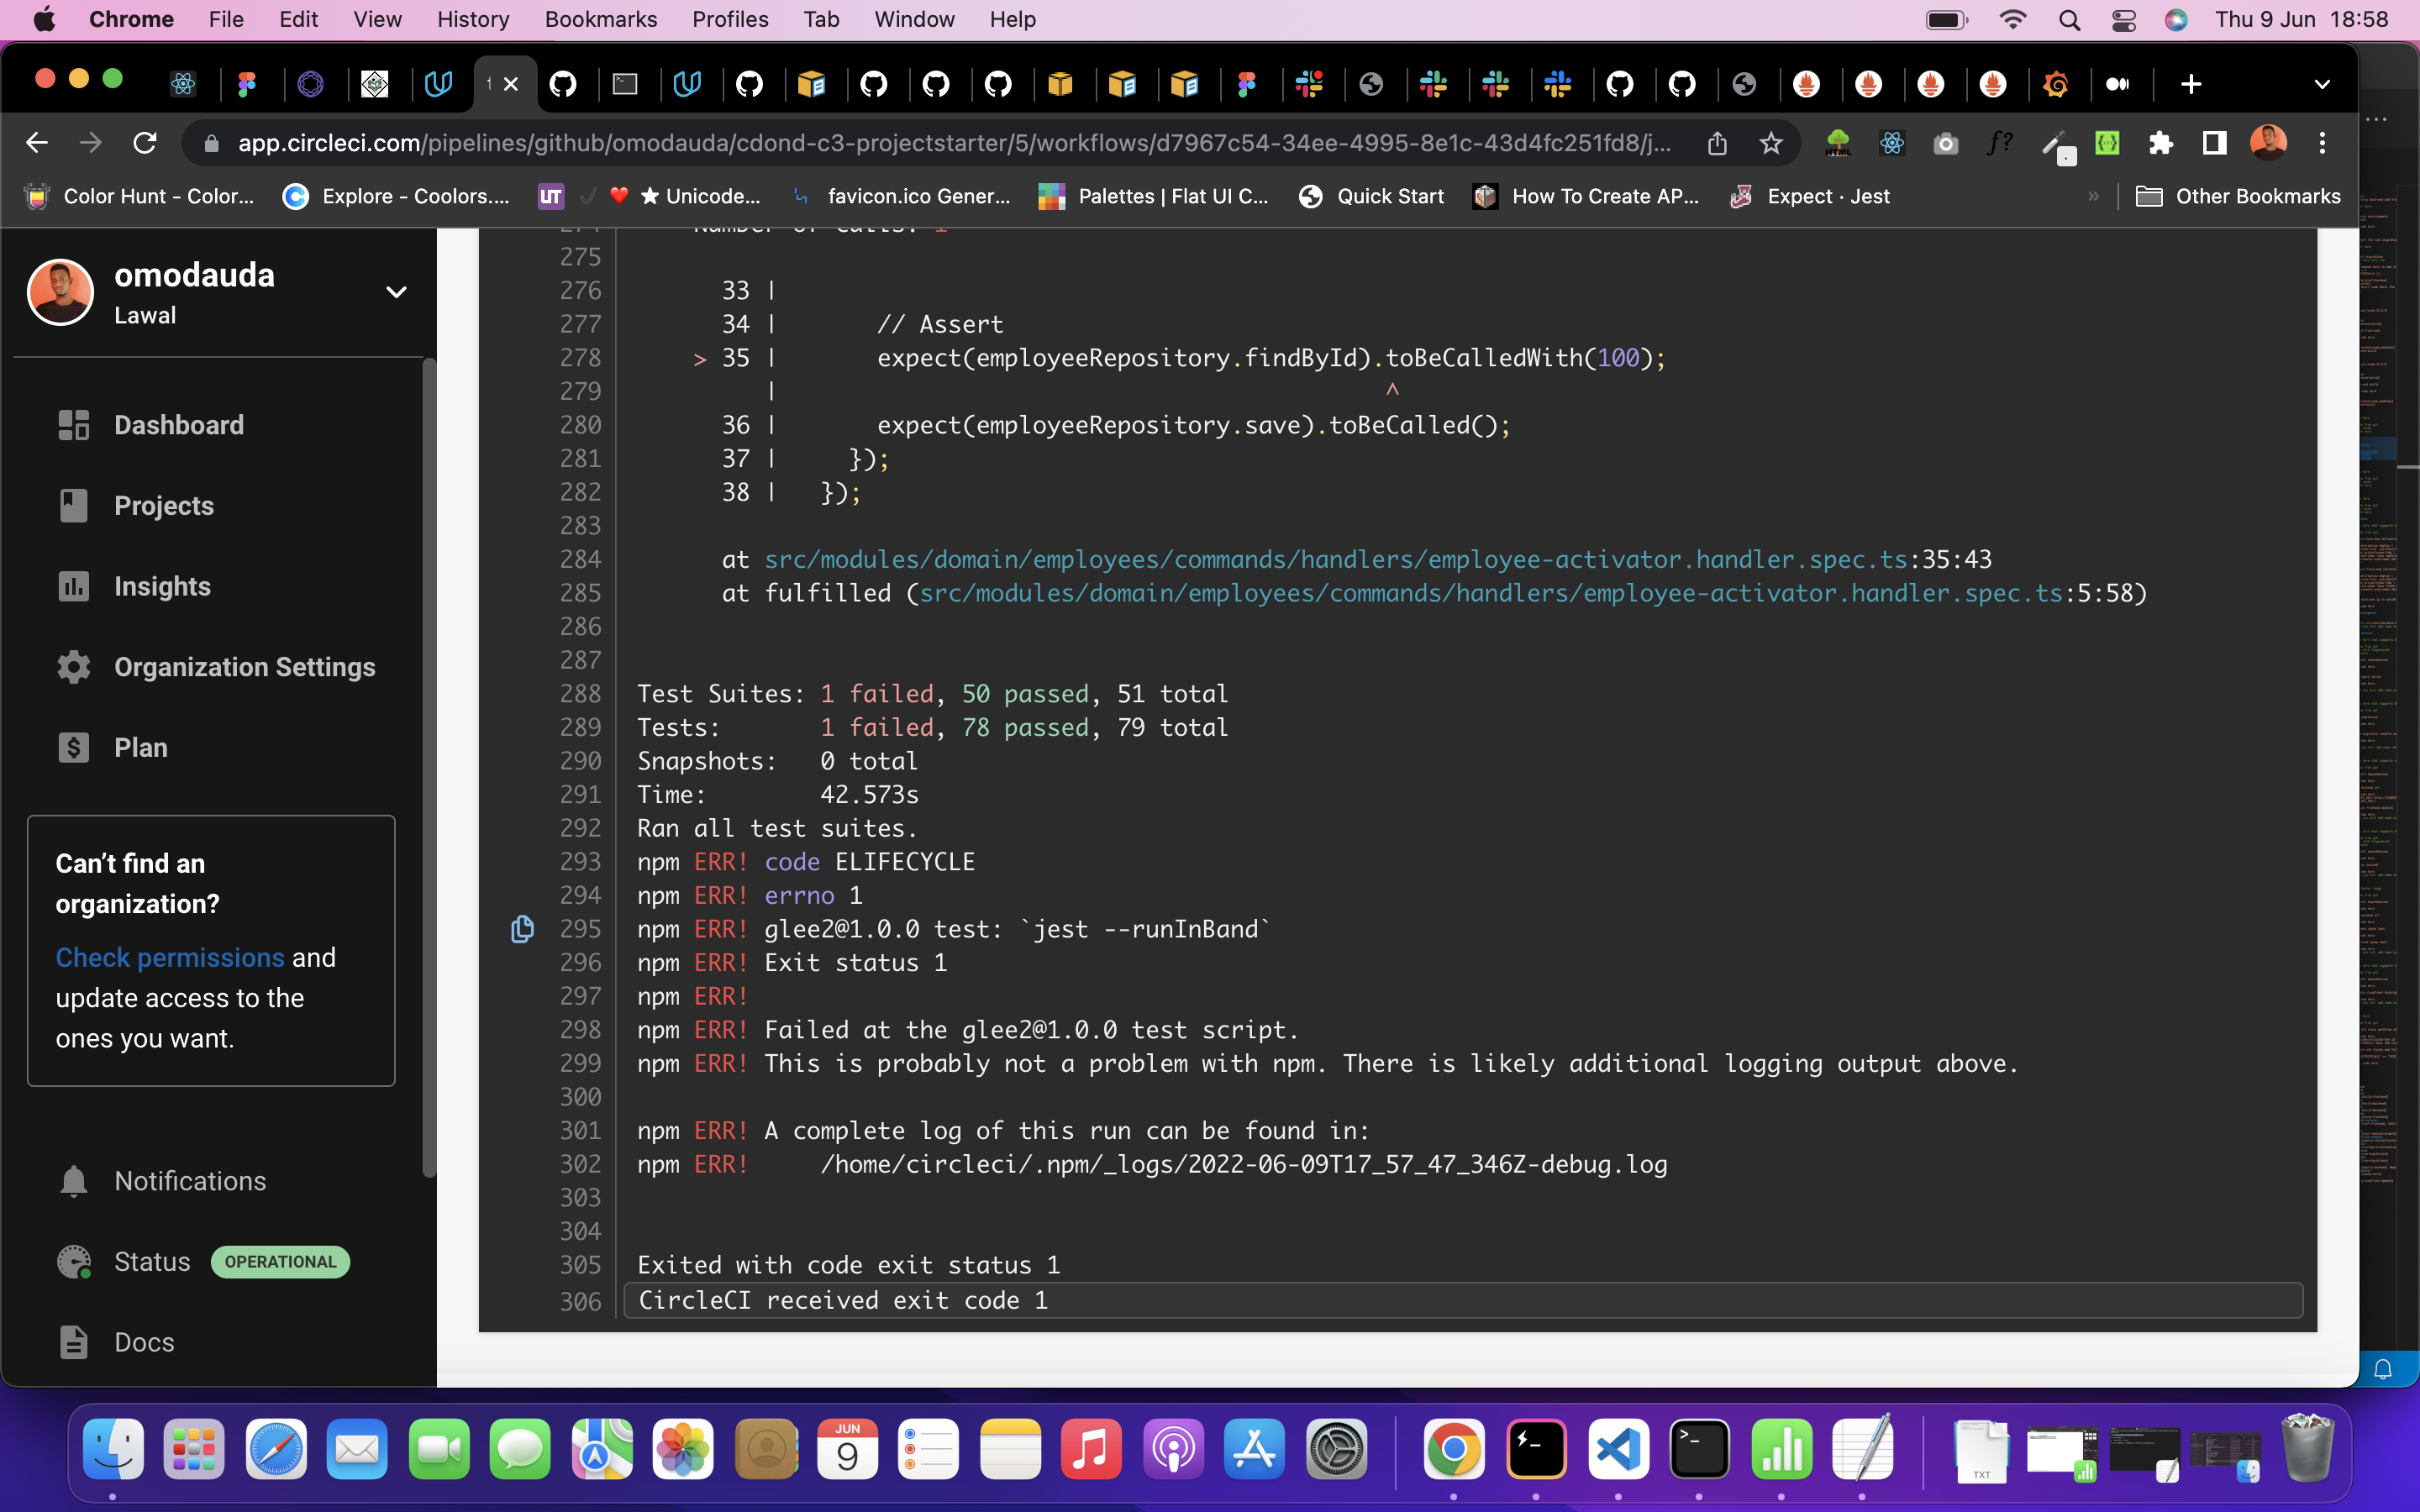 Chrome File Edit View History Bookmarks Profiles Tab Window Help Thu 9 Jun 18:58
app.circleci.com/pipelines/github/omodauda/cdond-c3-projectstarter/5/workflows/d7967c54-34ee-4995-8e1c-43d4fc251fd8/j...
Color Hunt - Color... Explore - Coolors.... UT ✓ ❤ ★ Unicode... favicon.ico Gener... Palettes | Flat UI C... Quick Start How To Create AP... Expect · Jest » Other Bookmarks
omodauda
Lawal
Dashboard
Projects
Insights
Organization Settings
Plan
Can’t find an
organization?
Check permissions and
update access to the
ones you want.
Notifications
Status OPERATIONAL
Docs
274 Number of calls: 1
275
276 33 |
277 34 | // Assert
278 > 35 | expect(employeeRepository.findById).toBeCalledWith(100);
279 | ^
280 36 | expect(employeeRepository.save).toBeCalled();
281 37 | });
282 38 | });
283
284 at src/modules/domain/employees/commands/handlers/employee-activator.handler.spec.ts:35:43
285 at fulfilled (src/modules/domain/employees/commands/handlers/employee-activator.handler.spec.ts:5:58)
286
287
288 Test Suites: 1 failed, 50 passed, 51 total
289 Tests: 1 failed, 78 passed, 79 total
290 Snapshots: 0 total
291 Time: 42.573s
292 Ran all test suites.
293 npm ERR! code ELIFECYCLE
294 npm ERR! errno 1
295 npm ERR! glee2@1.0.0 test: `jest --runInBand`
296 npm ERR! Exit status 1
297 npm ERR!
298 npm ERR! Failed at the glee2@1.0.0 test script.
299 npm ERR! This is probably not a problem with npm. There is likely additional logging output above.
300
301 npm ERR! A complete log of this run can be found in:
302 npm ERR! /home/circleci/.npm/_logs/2022-06-09T17_57_47_346Z-debug.log
303
304
305 Exited with code exit status 1
306 CircleCI received exit code 1
JUN
9
TXT